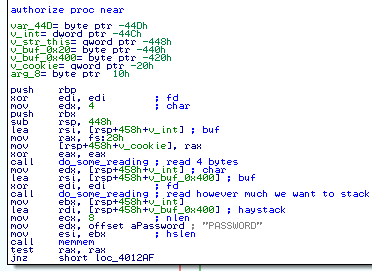 authorize proc near
var_44D= byte ptr -44Dh
v_int= dword ptr -44Ch
v_str_this= qword ptr -448h
v_buf_0x20= byte ptr -440h
v_buf_0x400= byte ptr -420h
v_cookie= qword ptr -20h
arg_8= byte ptr 10h
push rbp
xor edi, edi ; fd
mov edx, 4 ; char
push rbx
sub rsp, 448h
lea rsi, [rsp+458h+v_int] ; buf
mov rax, fs:28h
mov [rsp+458h+v_cookie], rax
xor eax, eax
call do_some_reading ; read 4 bytes
mov edx, [rsp+458h+v_int] ; char
lea rsi, [rsp+458h+v_buf_0x400] ; buf
xor edi, edi ; fd
call do_some_reading ; read however much we want to stack
mov ebx, [rsp+458h+v_int]
lea rdi, [rsp+458h+v_buf_0x400] ; haystack
mov ecx, 8 ; nlen
mov edx, offset aPassword ; "PASSWORD"
mov esi, ebx ; hslen
call memmem
test rax, rax
jnz short loc_4012AF